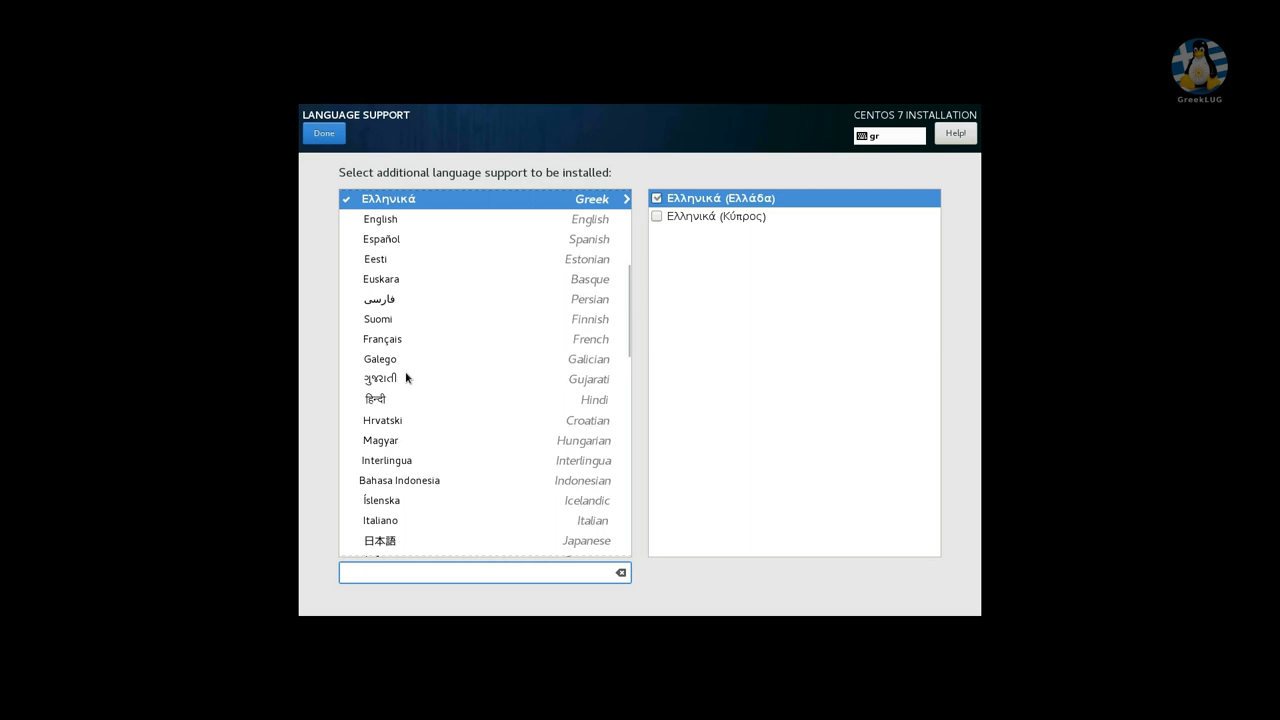 GreekLUG
LANGUAGE SUPPORT
CENTOS 7 INSTALLATION
Done
gr
Help!
Select additional language support to be installed:
Ελληνικά Greek
English English
Español Spanish
Eesti Estonian
Euskara Basque
فارسی Persian
Suomi Finnish
Français French
Galego Galician
ગુજરાતી Gujarati
हिन्दी Hindi
Hrvatski Croatian
Magyar Hungarian
Interlingua Interlingua
Bahasa Indonesia Indonesian
Íslenska Icelandic
Italiano Italian
日本語 Japanese
Ελληνικά (Ελλάδα)
Ελληνικά (Κύπρος)